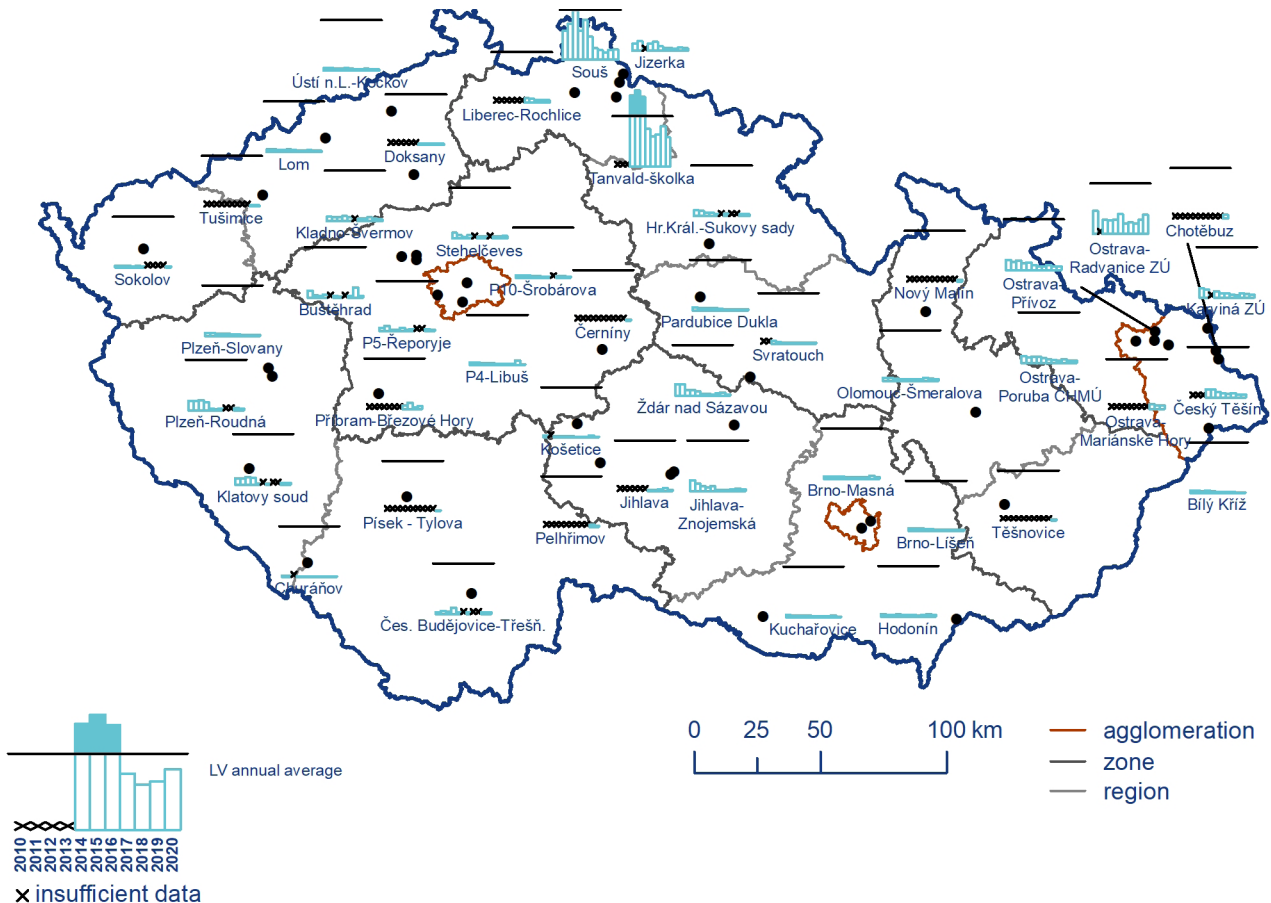 Souš
Jizerka
Ústí n.L.-Kočkov
Liberec-Rochlice
Doksany
Lom
Tanvald-školka
Tušimice
Kladno-Švermov
Stehelčeves
Hr.Král.-Sukovy sady
Chotěbuz
Ostrava-
Radvanice ZÚ
Sokolov
P10-Šrobárova
Nový Malín
Ostrava-
Přívoz
Buštěhrad
Pardubice Dukla
Karviná ZÚ
Plzeň-Slovany
P5-Řeporyje
Černíny
Svratouch
P4-Libuš
Olomouc-Šmeralova
Ostrava-
Poruba ČHMÚ
Plzeň-Roudná
Příbram-Březové Hory
Ždár nad Sázavou
Český Těšín
Ostrava-
Mariánské Hory
Košetice
Klatovy soud
Brno-Masná
Písek - Tylova
Jihlava
Jihlava-
Znojemská
Bílý Kříž
Pelhřimov
Brno-Líšeň
Těšnovice
Churáňov
Čes. Budějovice-Třešň.
Kuchařovice
Hodonín
0 25 50 100 km
agglomeration
zone
region
LV annual average
2010
2011
2012
2013
2014
2015
2016
2017
2018
2019
2020
insufficient data